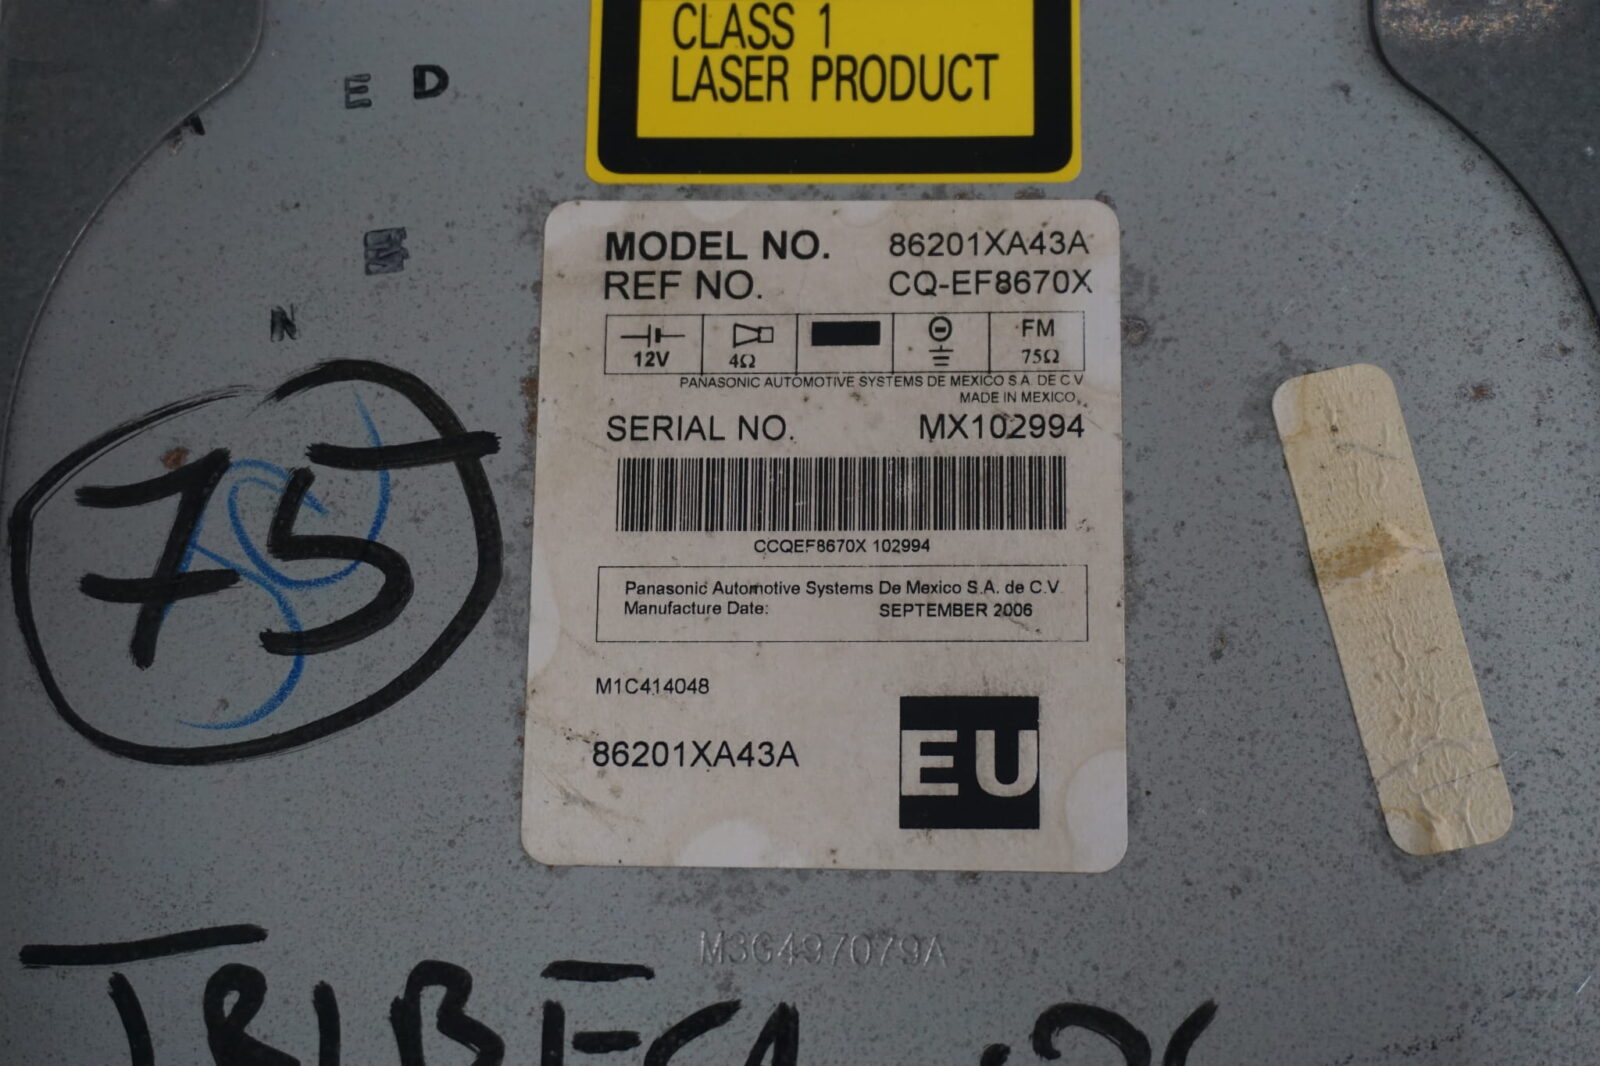 CLASS 1
LASER PRODUCT
E D
N
MODEL NO. 86201XA43A
REF NO. CQ-EF8670X
12V 4Ω FM 75Ω
PANASONIC AUTOMOTIVE SYSTEMS DE MEXICO S.A. DE C.V
MADE IN MEXICO
SERIAL NO. MX102994
CCQEF8670X 102994
75
Panasonic Automotive Systems De Mexico S.A. de C.V.
Manufacture Date: SEPTEMBER 2006
M1C414048
86201XA43A
EU
M3G497079A
TRIBECA